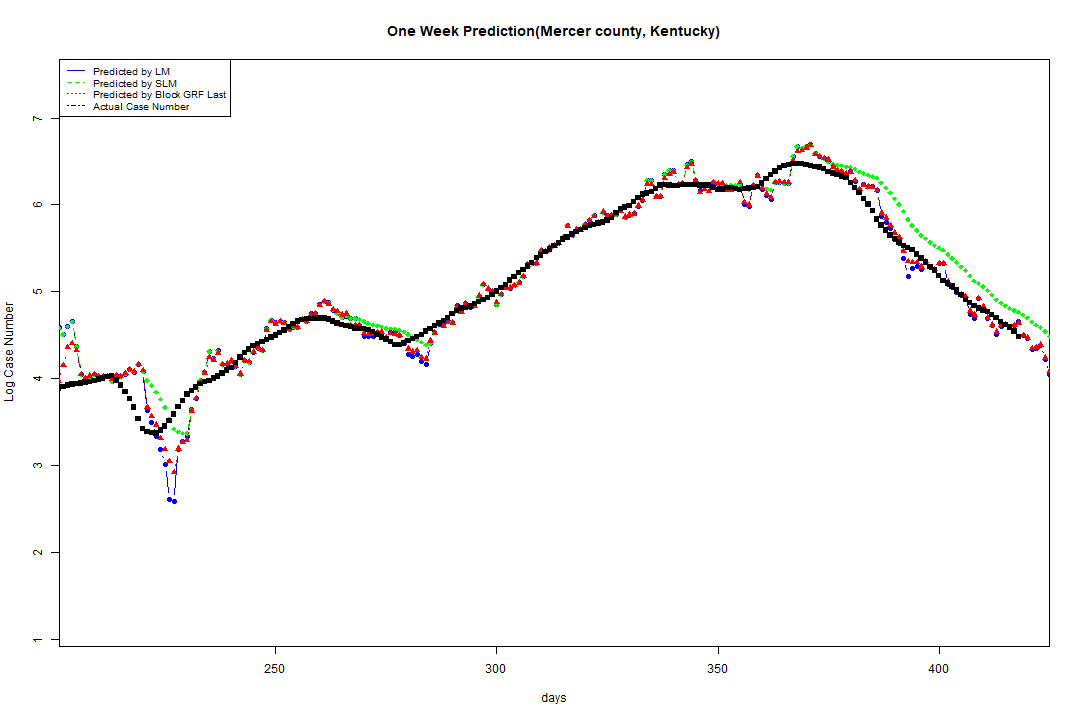 One Week Prediction(Mercer county, Kentucky)
Predicted by LM
Predicted by SLM
Predicted by Block GRF Last
Actual Case Number
7
6
5
4
3
2
1
Log Case Number
250
300
350
400
days